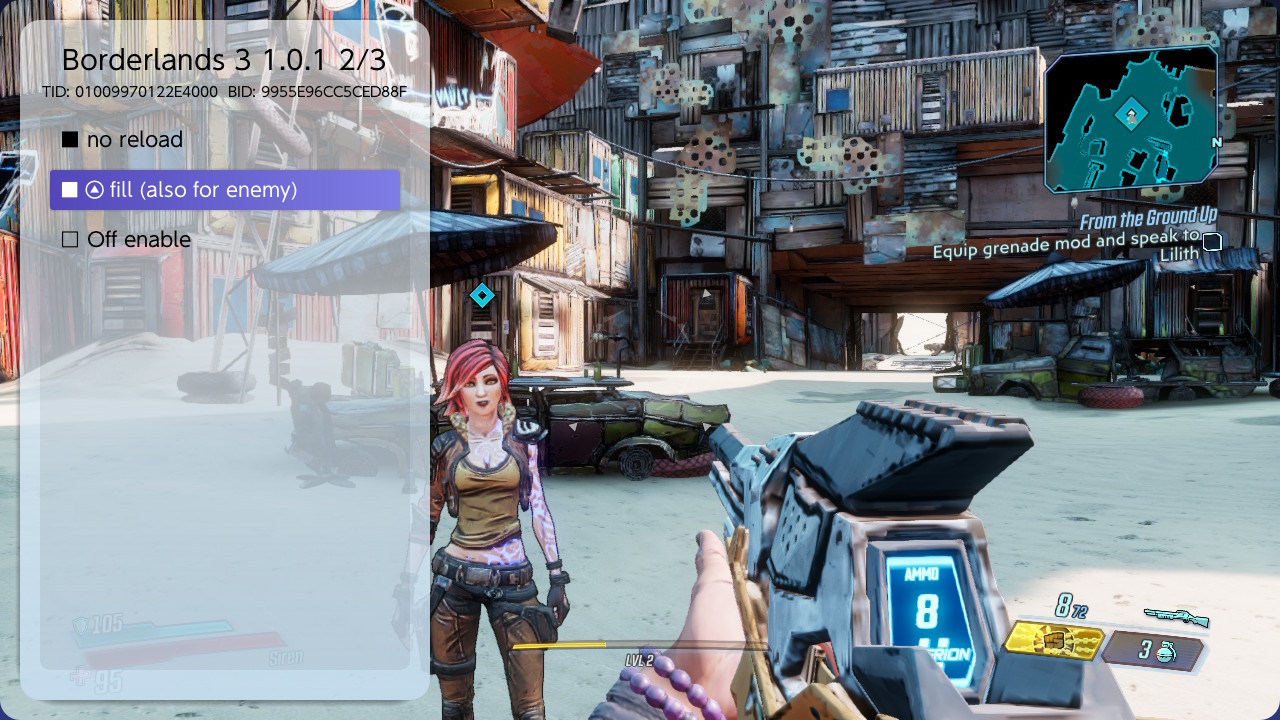 Borderlands 3 1.0.1 2/3
TID: 01009970122E4000 BID: 9955E96CC5CED88F
no reload
fill (also for enemy)
Off enable
N
From the Ground Up
Equip grenade mod and speak to
Lilith
AMMO
8
8 72
3
LVL 2
105
Siren
95